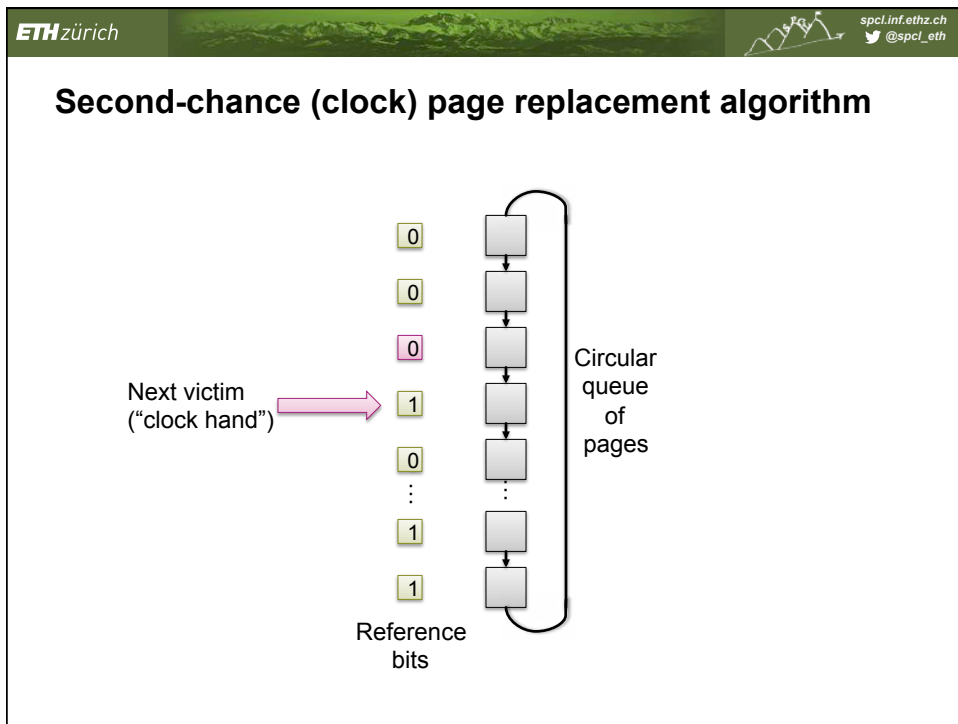 ETH zürich
spcl.inf.ethz.ch
@spcl_eth
Second-chance (clock) page replacement algorithm
0
0
0
Next victim
(“clock hand”)
1
0
⋮
1
1
Circular
queue
of
pages
Reference
bits